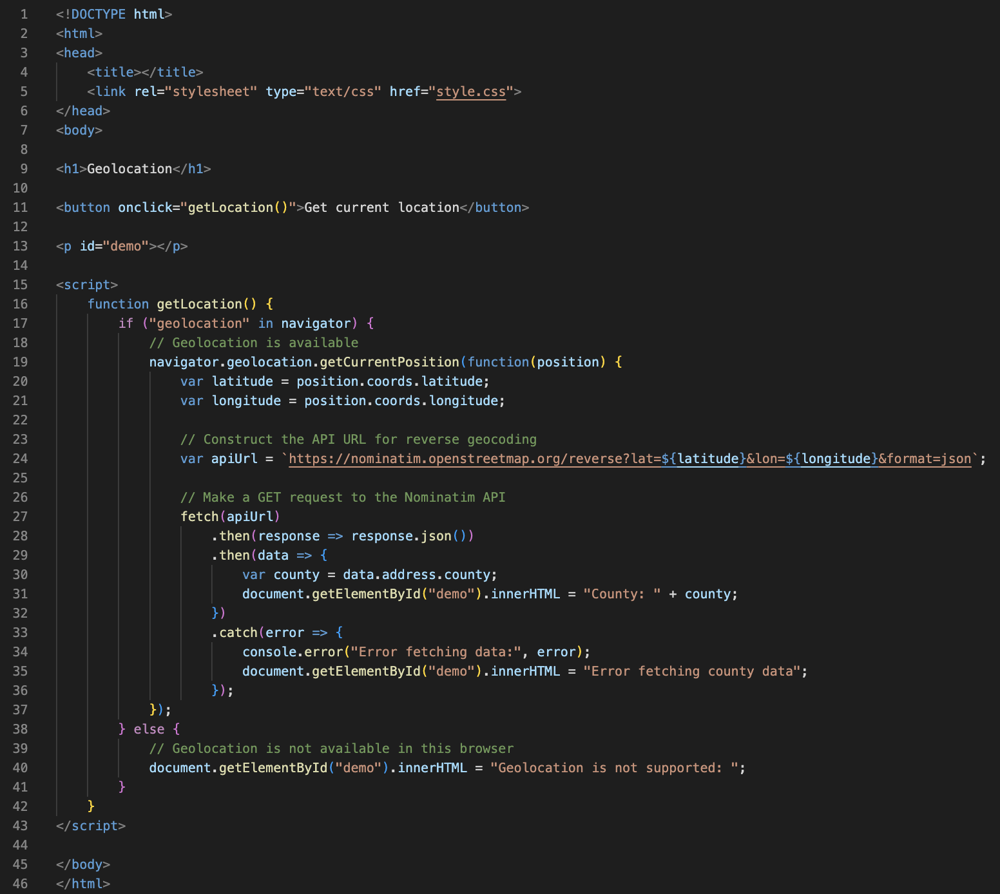 1 <!DOCTYPE html>
2 <html>
3 <head>
4     <title></title>
5     <link rel="stylesheet" type="text/css" href="style.css">
6 </head>
7 <body>
8
9 <h1>Geolocation</h1>
10
11 <button onclick="getLocation()">Get current location</button>
12
13 <p id="demo"></p>
14
15 <script>
16     function getLocation() {
17         if ("geolocation" in navigator) {
18             // Geolocation is available
19             navigator.geolocation.getCurrentPosition(function(position) {
20                 var latitude = position.coords.latitude;
21                 var longitude = position.coords.longitude;
22
23                 // Construct the API URL for reverse geocoding
24                 var apiUrl = `https://nominatim.openstreetmap.org/reverse?lat=${latitude}&lon=${longitude}&format=json`;
25
26                 // Make a GET request to the Nominatim API
27                 fetch(apiUrl)
28                     .then(response => response.json())
29                     .then(data => {
30                         var county = data.address.county;
31                         document.getElementById("demo").innerHTML = "County: " + county;
32                     })
33                     .catch(error => {
34                         console.error("Error fetching data:", error);
35                         document.getElementById("demo").innerHTML = "Error fetching county data";
36                     });
37             });
38         } else {
39             // Geolocation is not available in this browser
40             document.getElementById("demo").innerHTML = "Geolocation is not supported: ";
41         }
42     }
43 </script>
44
45 </body>
46 </html>